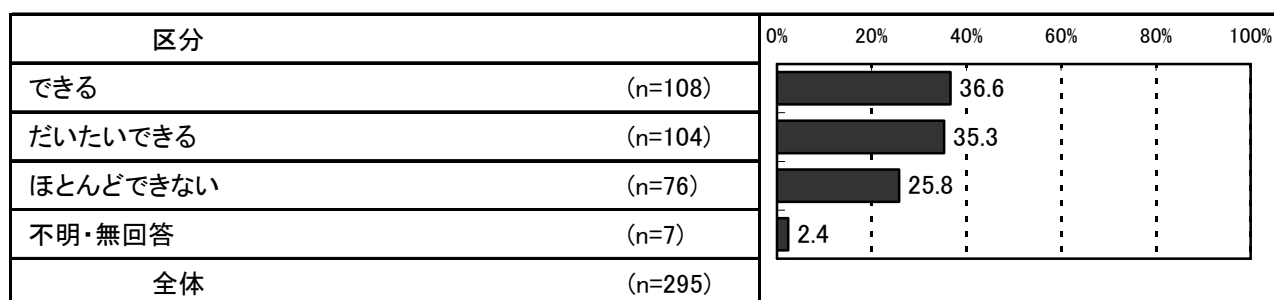 区分 0% 20% 40% 60% 80% 100%
できる (n=108) 36.6
だいたいできる (n=104) 35.3
ほとんどできない (n=76) 25.8
不明・無回答 (n=7) 2.4
全体 (n=295)